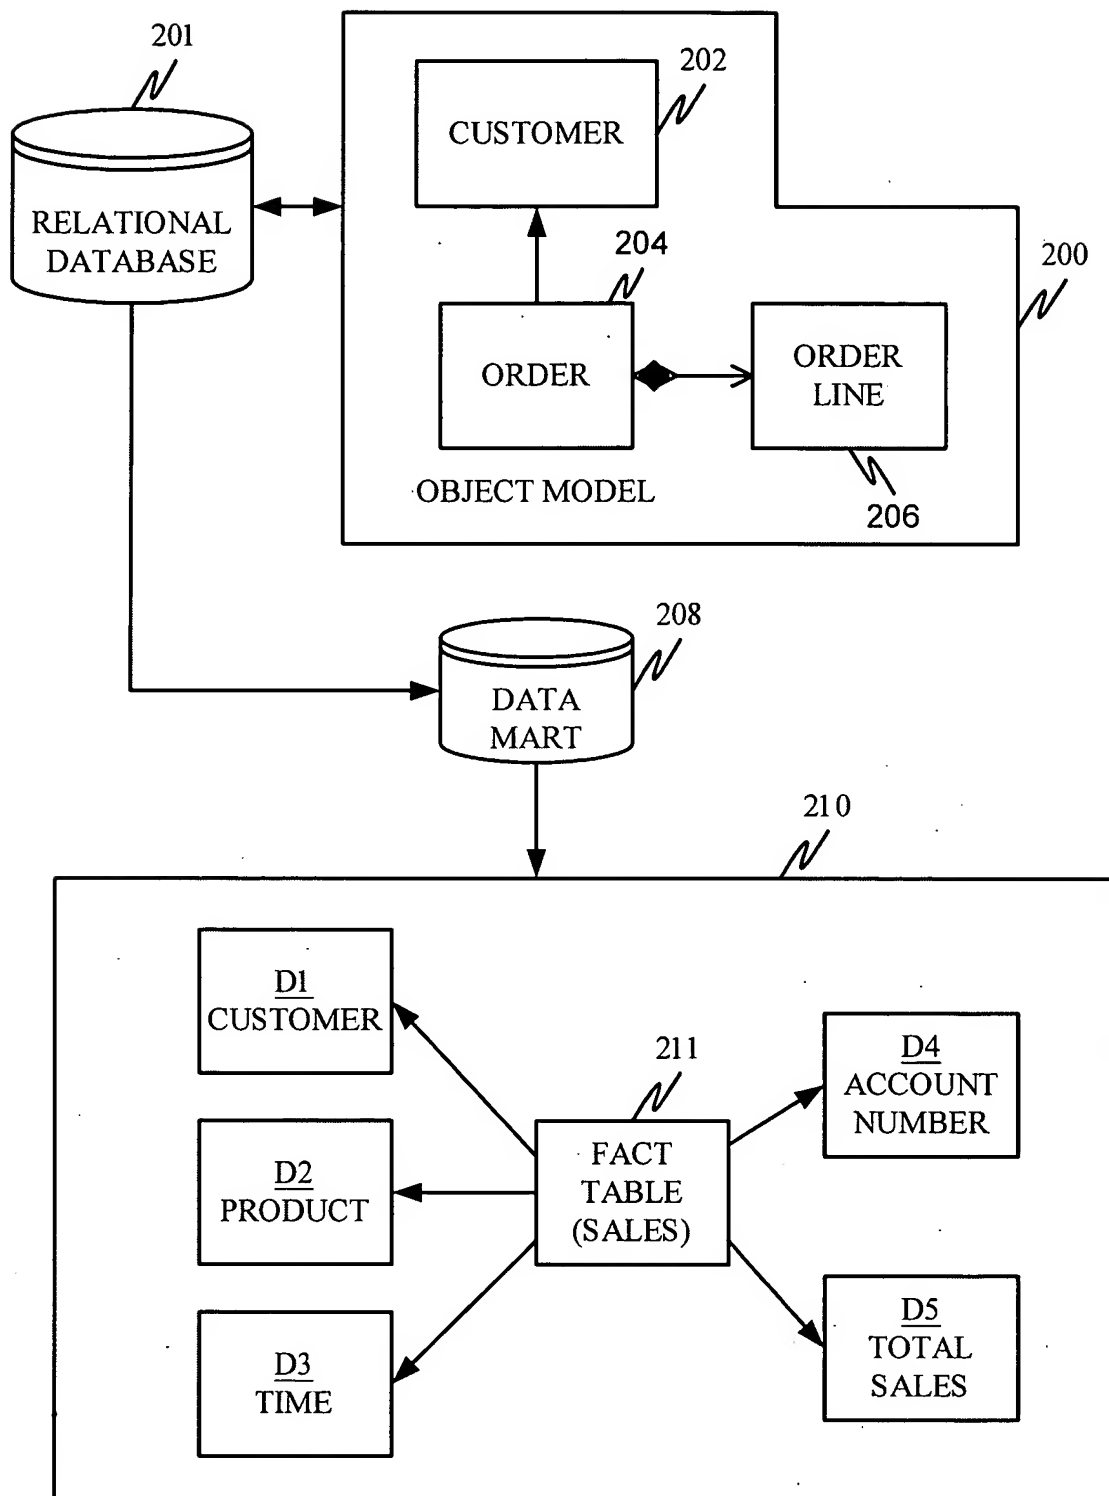 201
202
CUSTOMER
RELATIONAL
DATABASE
204
200
ORDER
ORDER
LINE
OBJECT MODEL
206
208
DATA
MART
210
D1
CUSTOMER
211
D4
ACCOUNT
NUMBER
FACT
TABLE
(SALES)
D2
PRODUCT
D5
TOTAL
SALES
D3
TIME